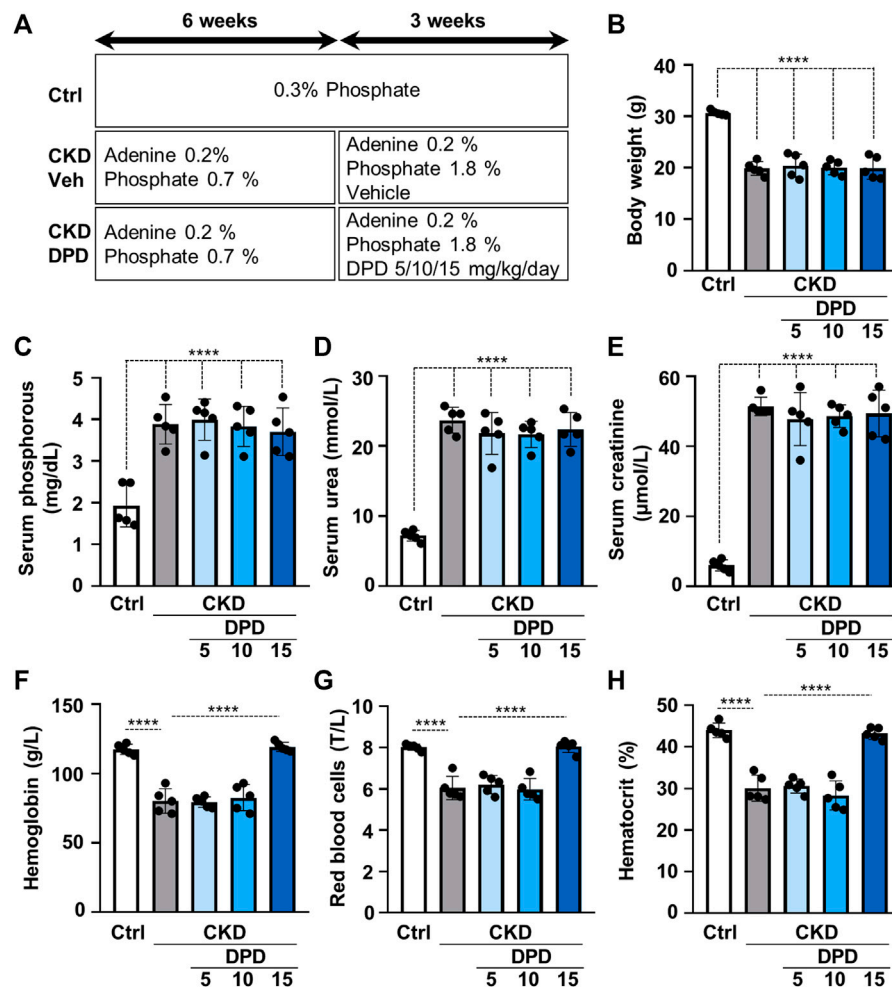 A
6 weeks
3 weeks
Ctrl
0.3% Phosphate
CKD
Veh
Adenine 0.2%
Phosphate 0.7 %
Adenine 0.2 %
Phosphate 1.8 %
Vehicle
CKD
DPD
Adenine 0.2 %
Phosphate 0.7 %
Adenine 0.2 %
Phosphate 1.8 %
DPD 5/10/15 mg/kg/day
B
Body weight (g)
40
30
20
10
0
****
Ctrl
CKD
DPD
5 10 15
C
Serum phosphorous
(mg/dL)
5
4
3
2
1
0
****
Ctrl
CKD
DPD
5 10 15
D
Serum urea (mmol/L)
30
20
10
0
****
Ctrl
CKD
DPD
5 10 15
E
Serum creatinine
(µmol/L)
60
40
20
0
****
Ctrl
CKD
DPD
5 10 15
F
Hemoglobin (g/L)
150
100
50
0
****
****
Ctrl
CKD
DPD
5 10 15
G
Red blood cells (T/L)
10
8
6
4
2
0
****
****
Ctrl
CKD
DPD
5 10 15
H
Hematocrit (%)
50
40
30
20
10
0
****
****
Ctrl
CKD
DPD
5 10 15